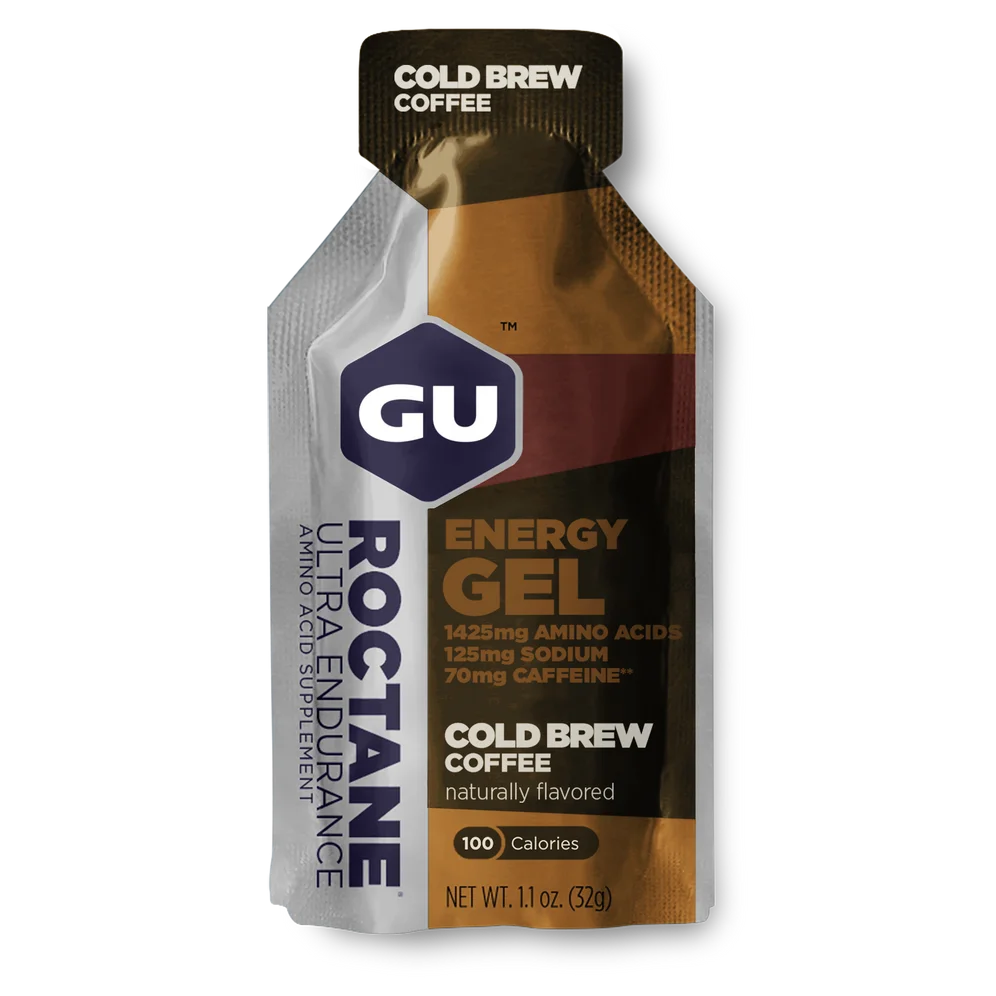 COLD BREW
COFFEE
™
GU
ROCTANE®
ULTRA ENDURANCE
AMINO ACID SUPPLEMENT
ENERGY
GEL
1425mg AMINO ACIDS
125mg SODIUM
70mg CAFFEINE**
COLD BREW
COFFEE
naturally flavored
100 Calories
NET WT. 1.1 oz. (32g)